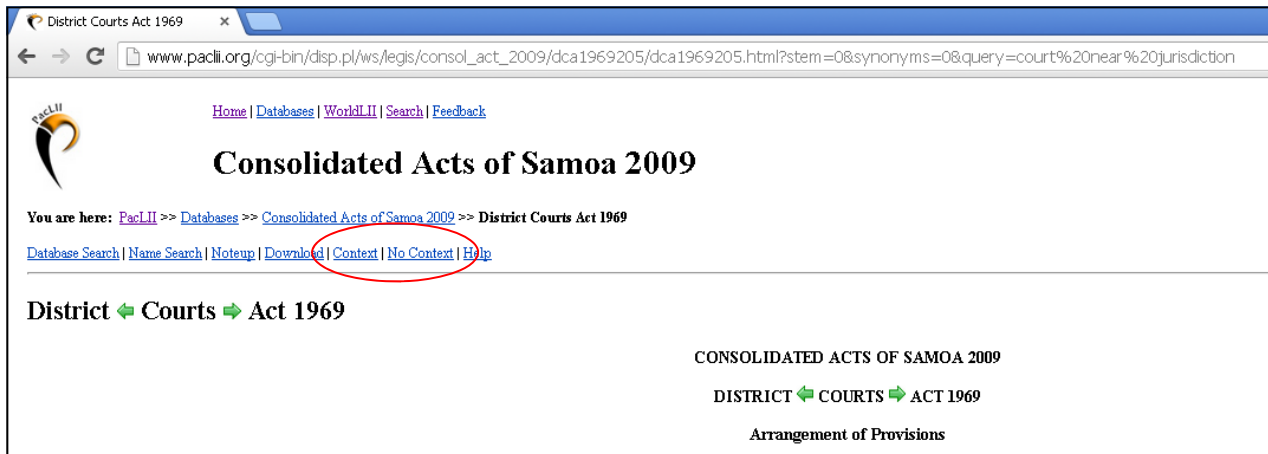 District Courts Act 1969
www.paclii.org/cgi-bin/disp.pl/ws/legis/consol_act_2009/dca1969205/dca1969205.html?stem=0&synonyms=0&query=court%20near%20jurisdiction
PacLII
Home | Databases | WorldLII | Search | Feedback
Consolidated Acts of Samoa 2009
You are here: PacLII >> Databases >> Consolidated Acts of Samoa 2009 >> District Courts Act 1969
Database Search | Name Search | Noteup | Download | Context | No Context | Help
District Courts Act 1969
CONSOLIDATED ACTS OF SAMOA 2009
DISTRICT COURTS ACT 1969
Arrangement of Provisions